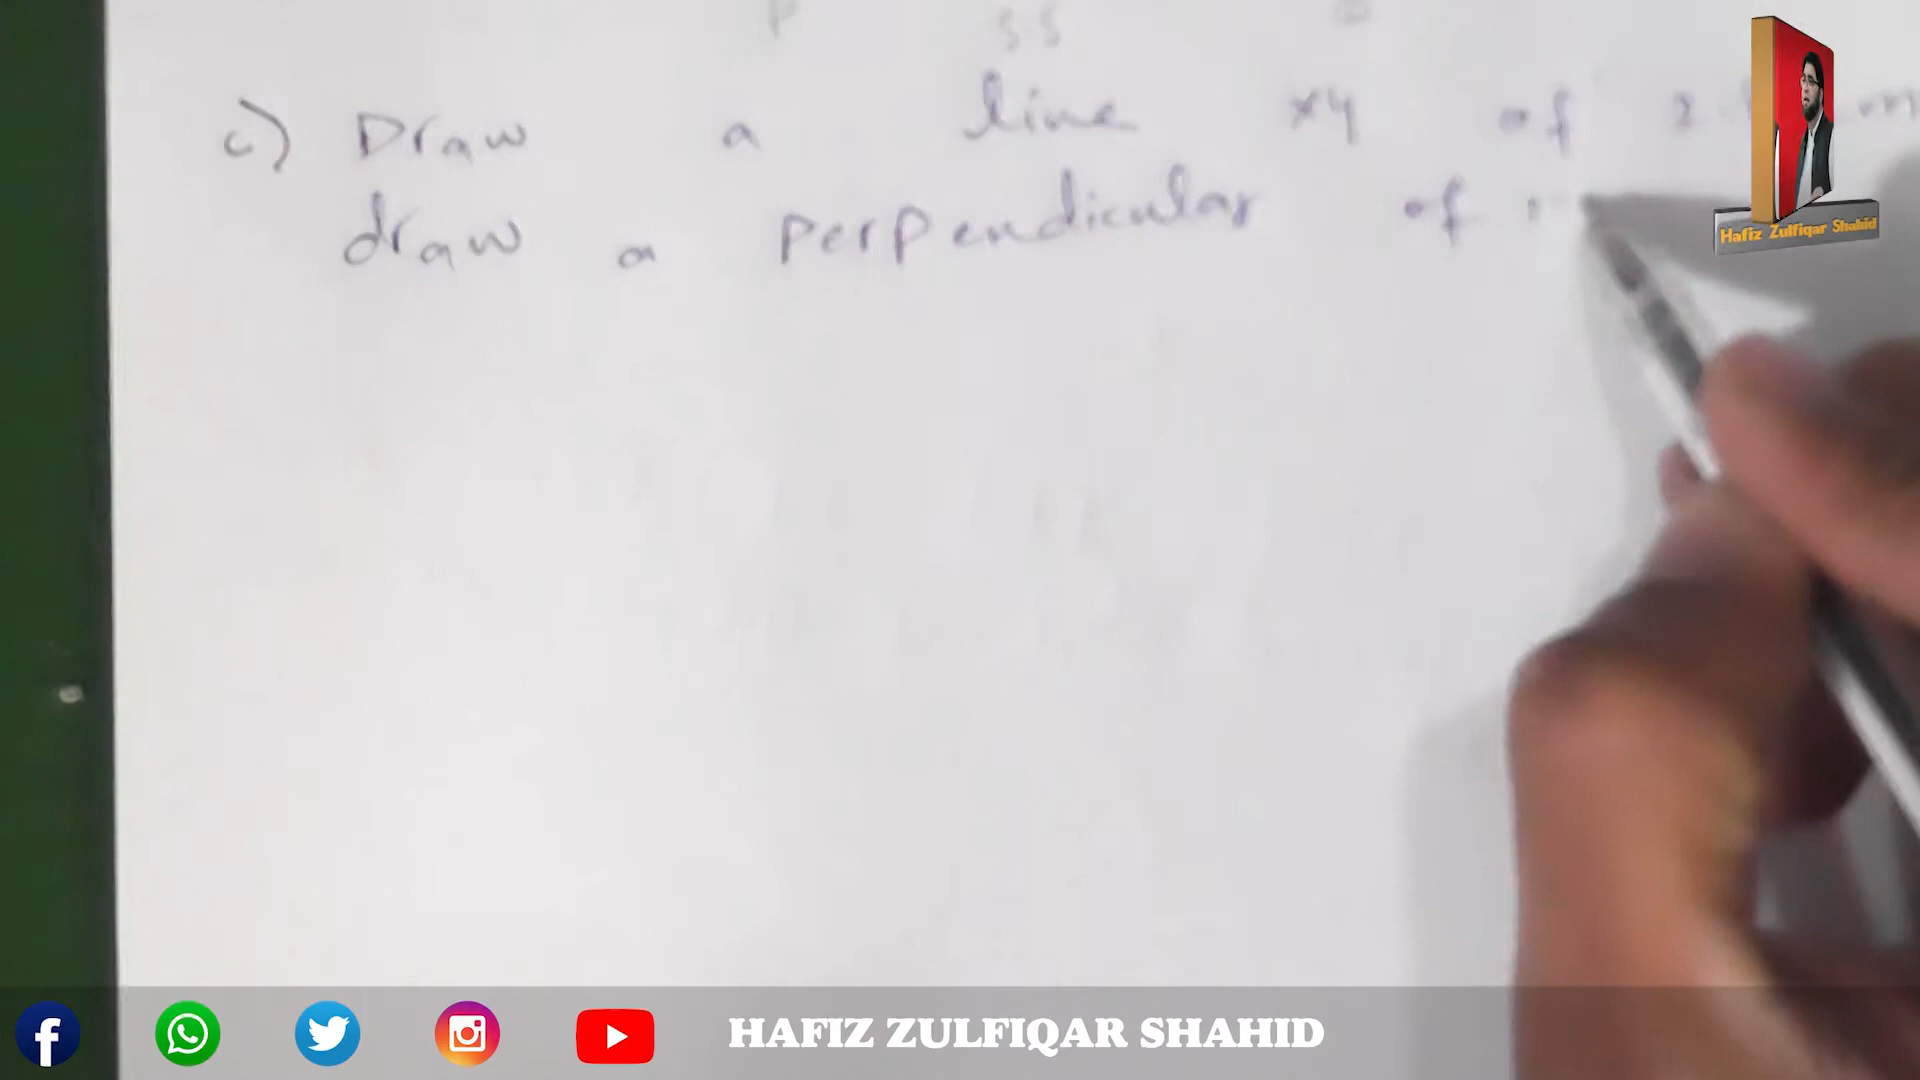 c) Draw a line xy of
draw a perpendicular of
Hafiz Zulfiqar Shahid
HAFIZ ZULFIQAR SHAHID